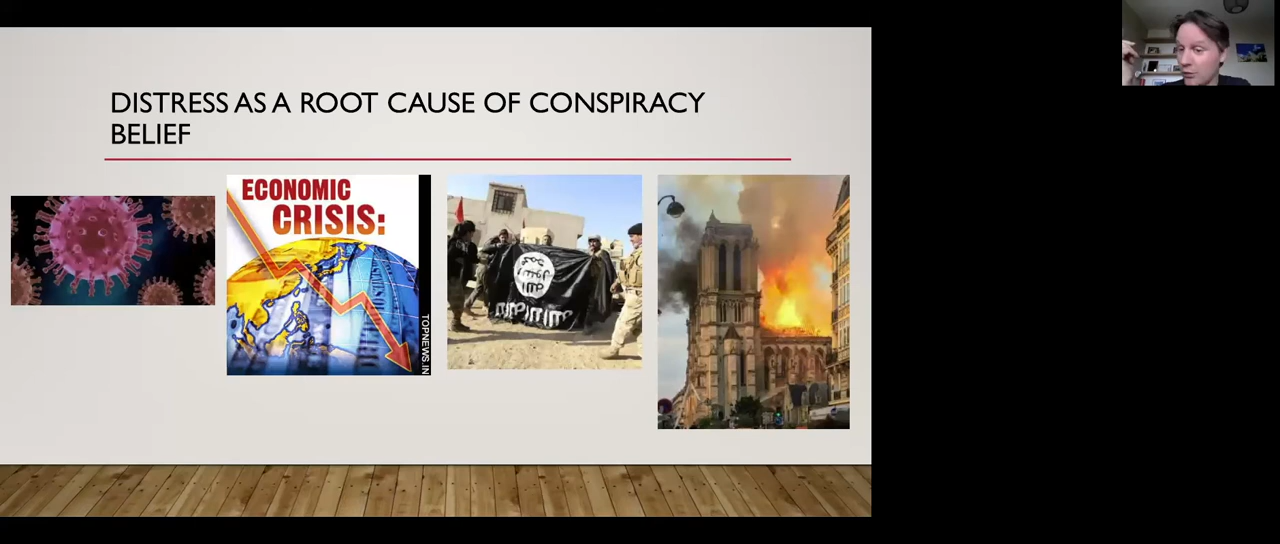 DISTRESS AS A ROOT CAUSE OF CONSPIRACY
BELIEF
ECONOMIC
CRISIS:
TOPNEWS.IN